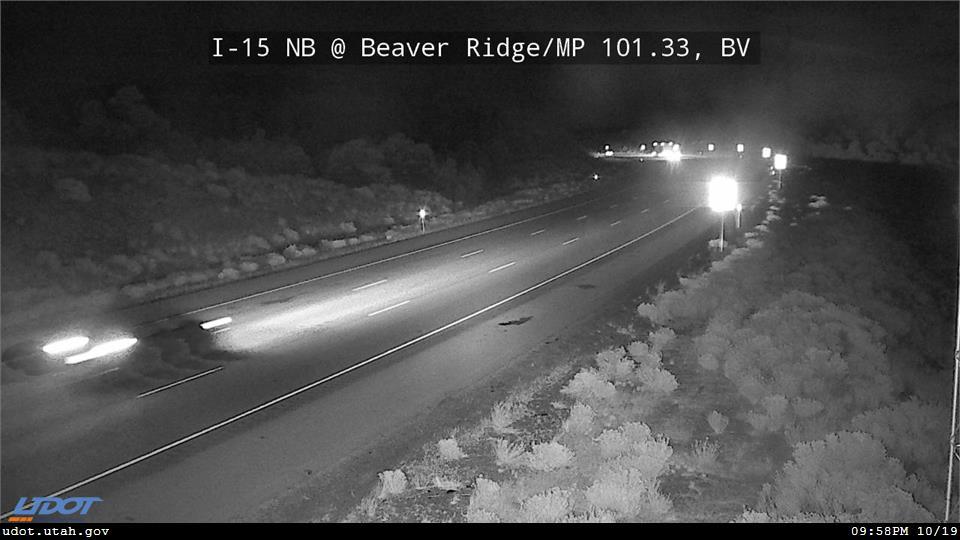 I-15 NB @ Beaver Ridge/MP 101.33, BV
UDOT
udot.utah.gov 09:58PM 10/19